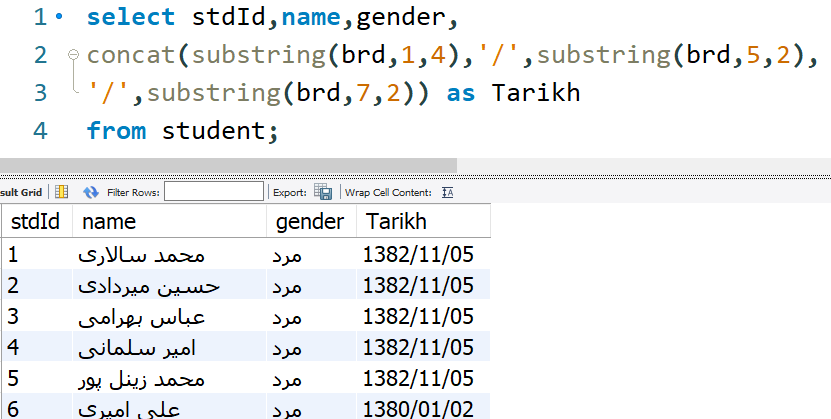 1 select stdId,name,gender,
2 concat(substring(brd,1,4),'/',substring(brd,5,2),
3 '/',substring(brd,7,2)) as Tarikh
4 from student;
sult Grid Filter Rows: Export: Wrap Cell Content: IA
stdId name gender Tarikh
1 محمد سالاری مرد 1382/11/05
2 حسین میردادی مرد 1382/11/05
3 عباس بهرامی مرد 1382/11/05
4 امیر سلمانی مرد 1382/11/05
5 محمد زینل پور مرد 1382/11/05
6 علی امیری مرد 1380/01/02